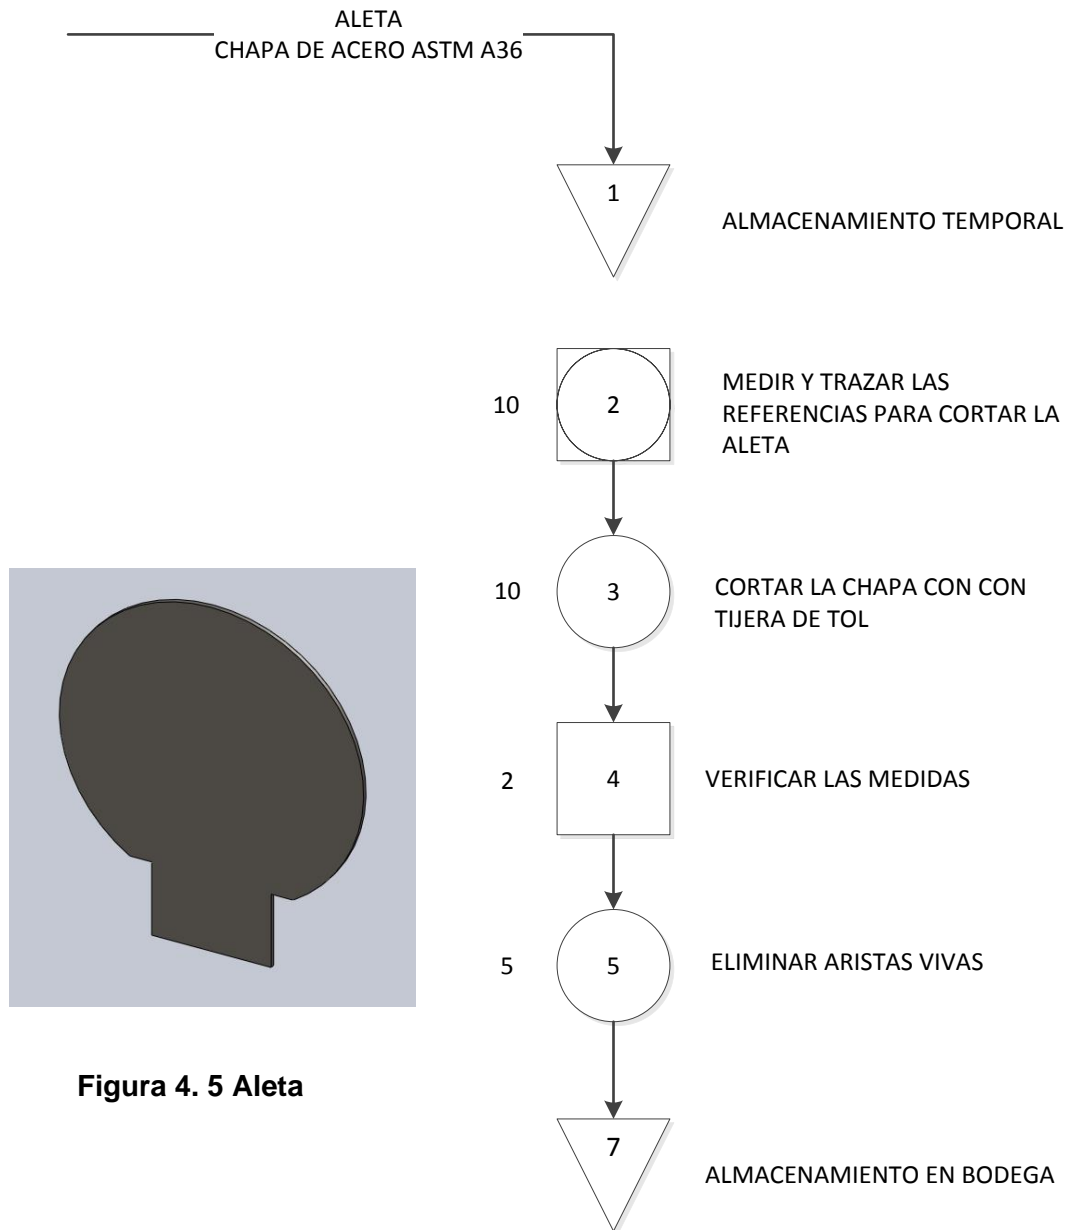 ALETA
CHAPA DE ACERO ASTM A36
1
ALMACENAMIENTO TEMPORAL
10
2
MEDIR Y TRAZAR LAS
REFERENCIAS PARA CORTAR LA
ALETA
10
3
CORTAR LA CHAPA CON CON
TIJERA DE TOL
2
4
VERIFICAR LAS MEDIDAS
5
5
ELIMINAR ARISTAS VIVAS
Figura 4. 5 Aleta
7
ALMACENAMIENTO EN BODEGA